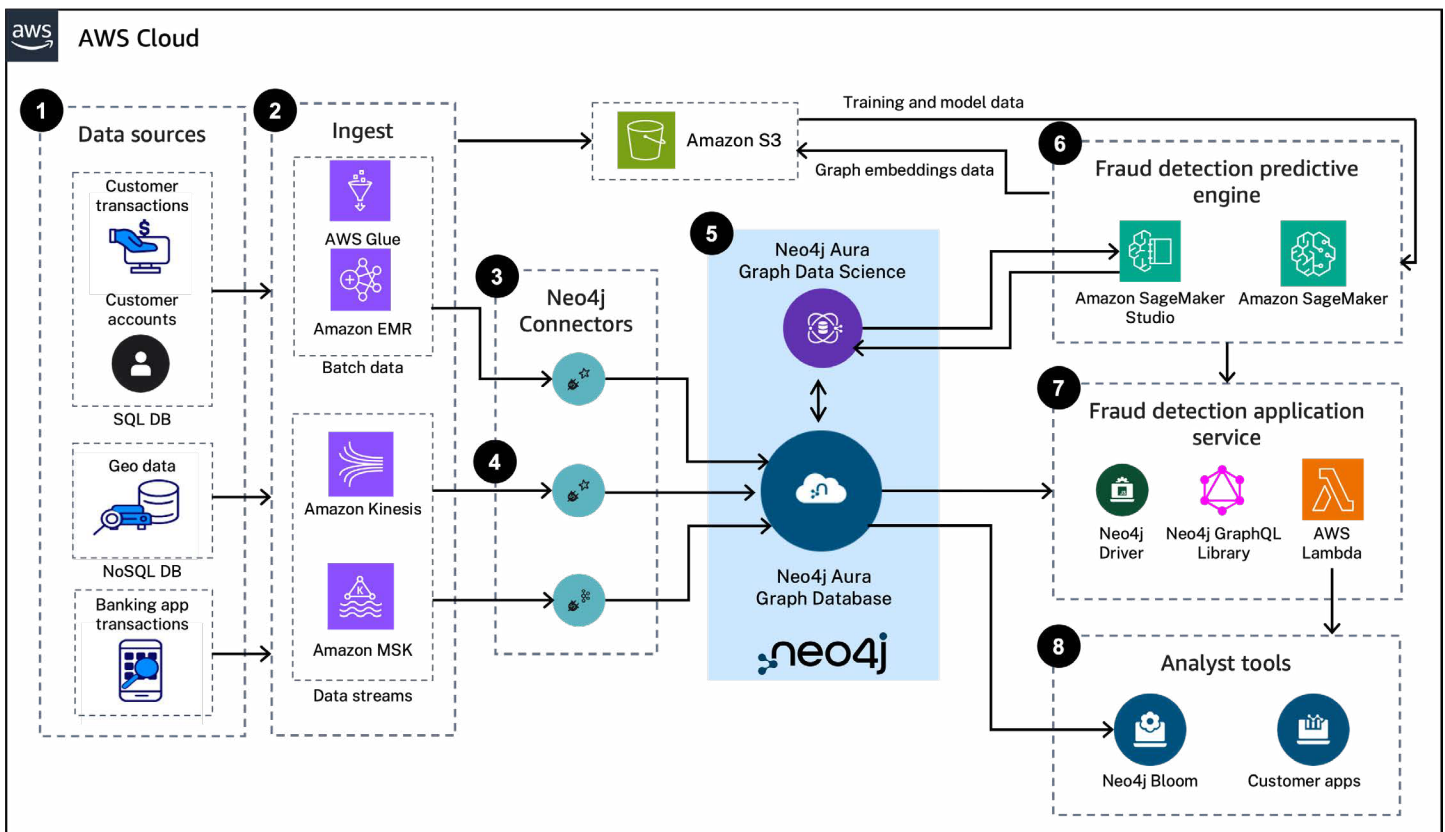 aws
AWS Cloud
1
Data sources
Customer
transactions
$
Customer
accounts
SQL DB
Geo data
NoSQL DB
Banking app
transactions
2
Ingest
AWS Glue
Amazon EMR
Batch data
Amazon Kinesis
K
Amazon MSK
Data streams
3
Neo4j
Connectors
4
Amazon S3
Training and model data
Graph embeddings data
5
Neo4j Aura
Graph Data Science
n
Neo4j Aura
Graph Database
neo4j
6
Fraud detection predictive
engine
Amazon SageMaker
Studio
Amazon SageMaker
7
Fraud detection application
service
Neo4j
Driver
Neo4j GraphQL
Library
AWS
Lambda
8
Analyst tools
Neo4j Bloom
Customer apps